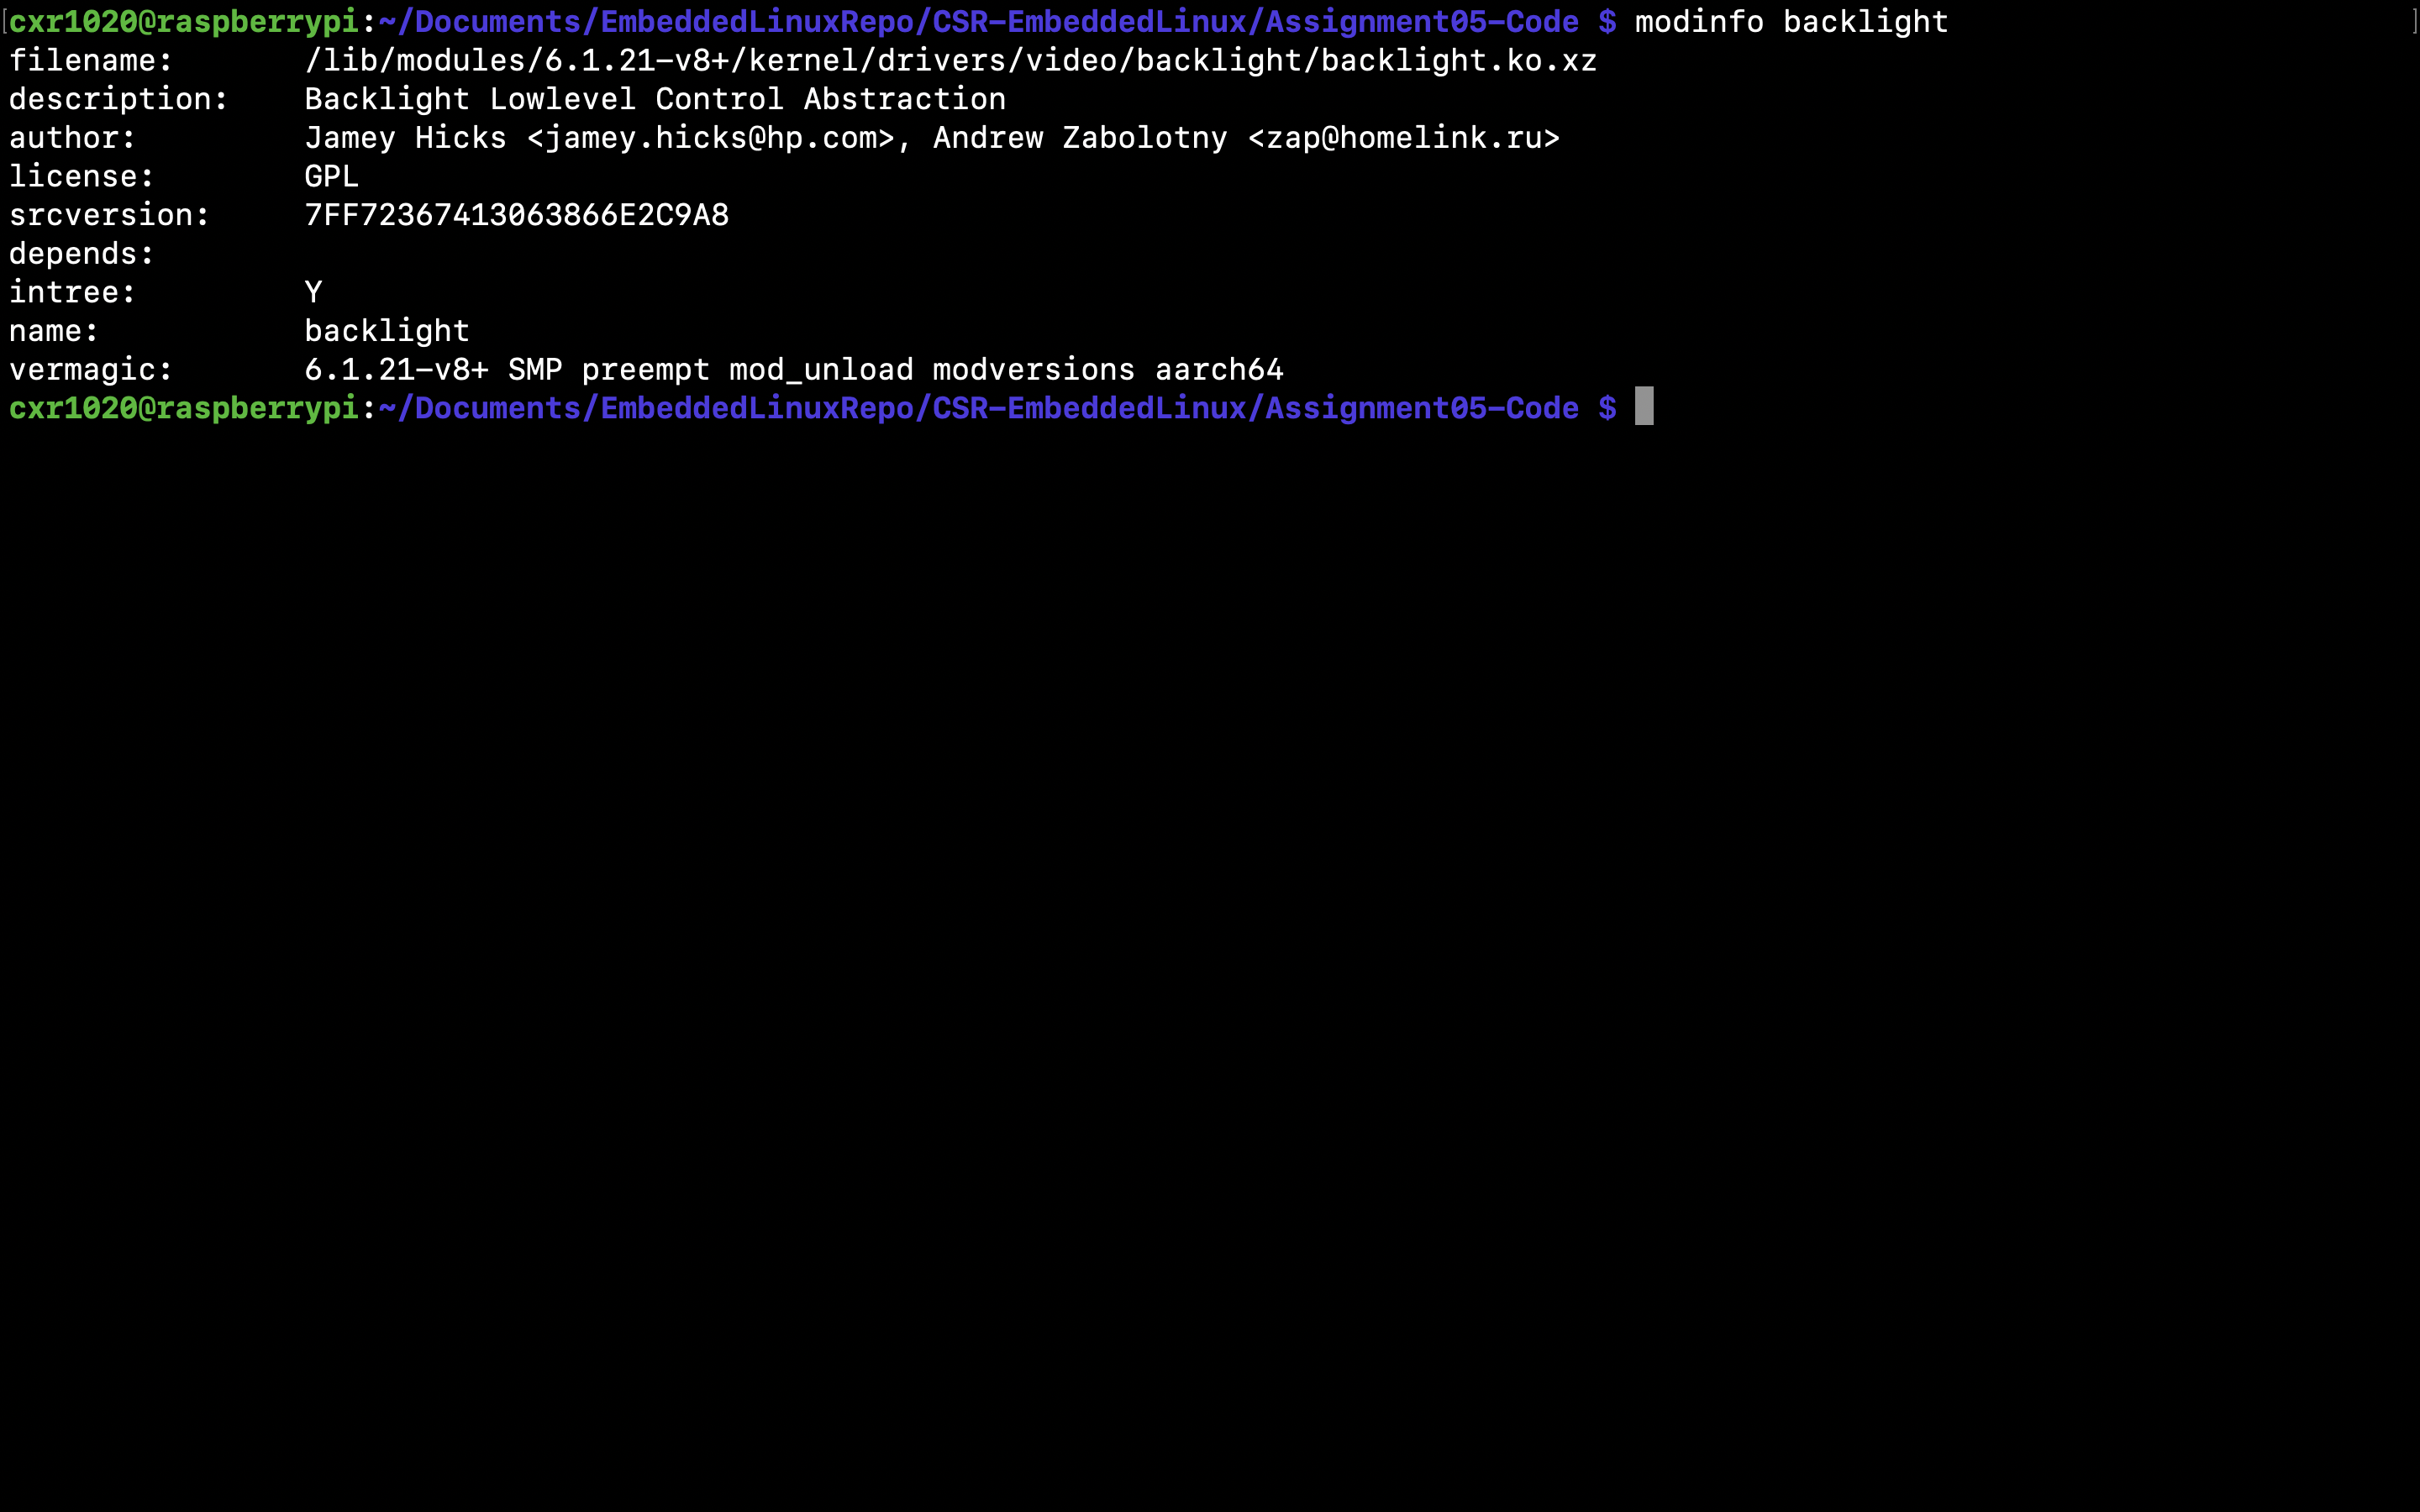 [cxr1020@raspberrypi:~/Documents/EmbeddedLinuxRepo/CSR-EmbeddedLinux/Assignment05-Code $ modinfo backlight ]
filename:       /lib/modules/6.1.21-v8+/kernel/drivers/video/backlight/backlight.ko.xz
description:    Backlight Lowlevel Control Abstraction
author:         Jamey Hicks <jamey.hicks@hp.com>, Andrew Zabolotny <zap@homelink.ru>
license:        GPL
srcversion:     7FF72367413063866E2C9A8
depends:
intree:         Y
name:           backlight
vermagic:       6.1.21-v8+ SMP preempt mod_unload modversions aarch64
cxr1020@raspberrypi:~/Documents/EmbeddedLinuxRepo/CSR-EmbeddedLinux/Assignment05-Code $